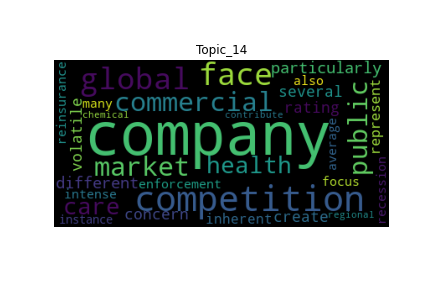 Topic_14
global face particularly
also
several
many commercial rating
chemical contribute
reinsurance volatile company public represent
market health average
different enforcement focus
intense competition recession
care concern inherent create regional
instance